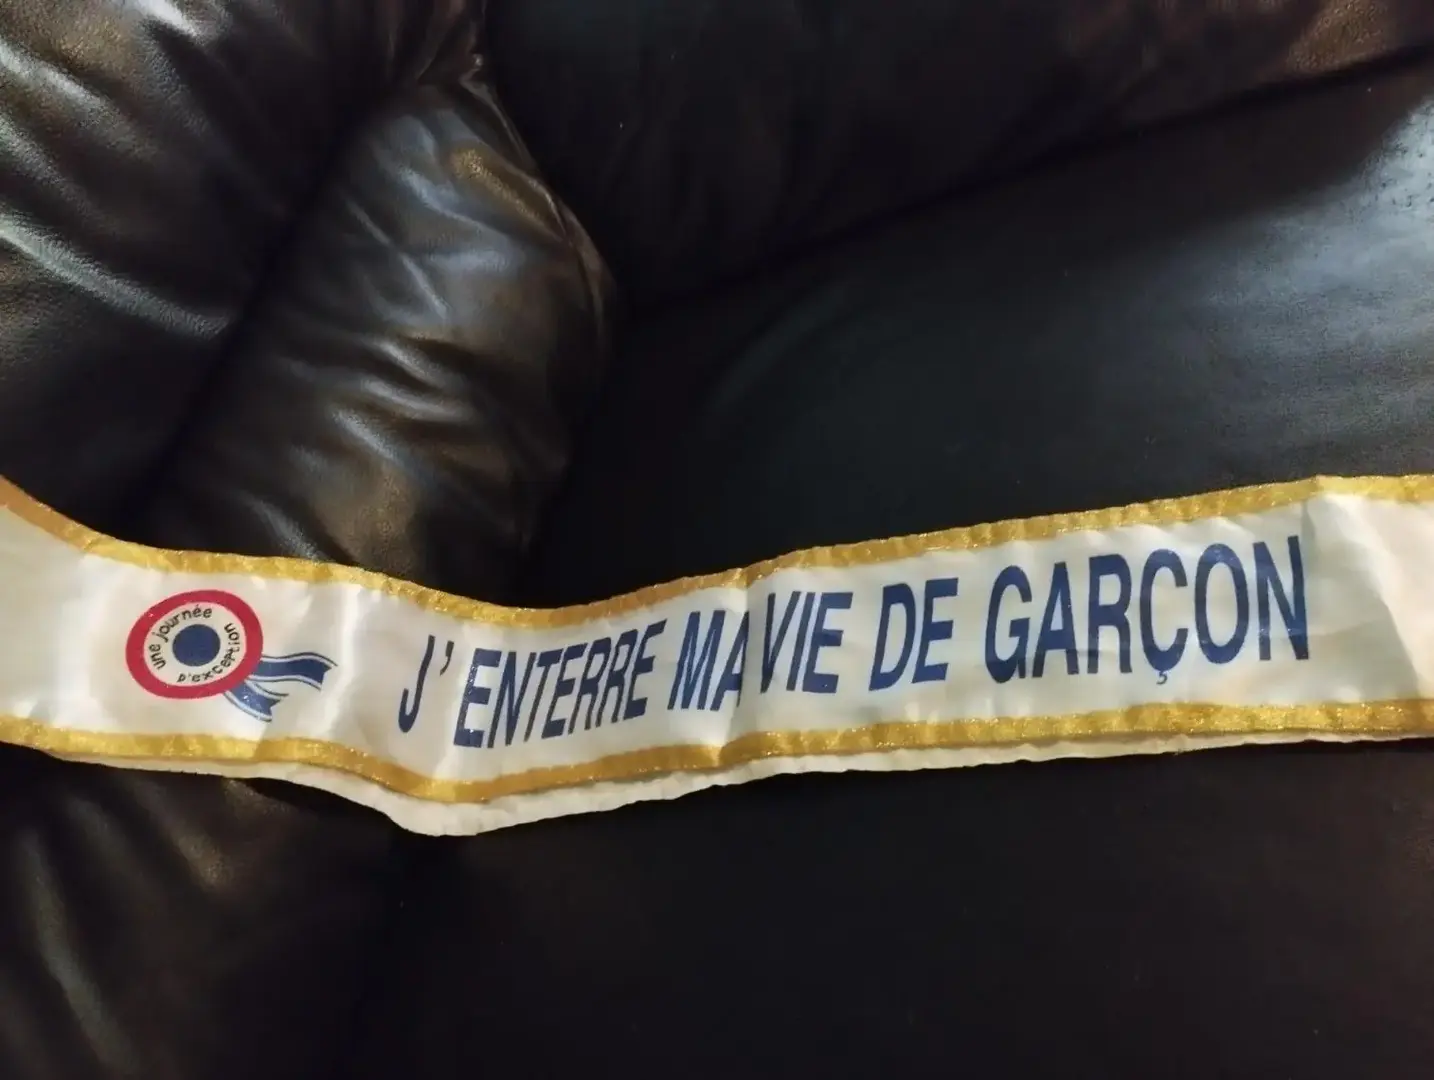 une journée
D'exception
J' ENTERRE MA VIE DE GARÇON